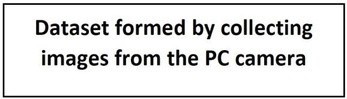 Dataset formed by collecting
images from the PC camera